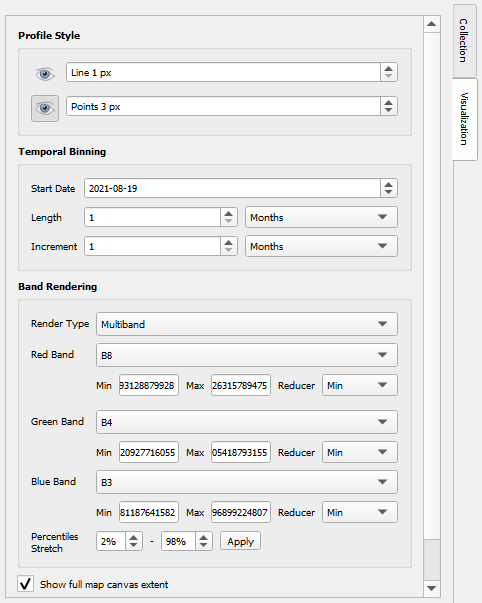 Profile Style
Line 1 px
Points 3 px
Temporal Binning
Start Date 2021-08-19
Length 1 Months
Increment 1 Months
Band Rendering
Render Type Multiband
Red Band B8
Min 93128879928 Max 26315789475 Reducer Min
Green Band B4
Min 20927716055 Max 05418793155 Reducer Min
Blue Band B3
Min 81187641582 Max 96899224807 Reducer Min
Percentiles
Stretch 2% - 98% Apply
Show full map canvas extent
Collection
Visualization